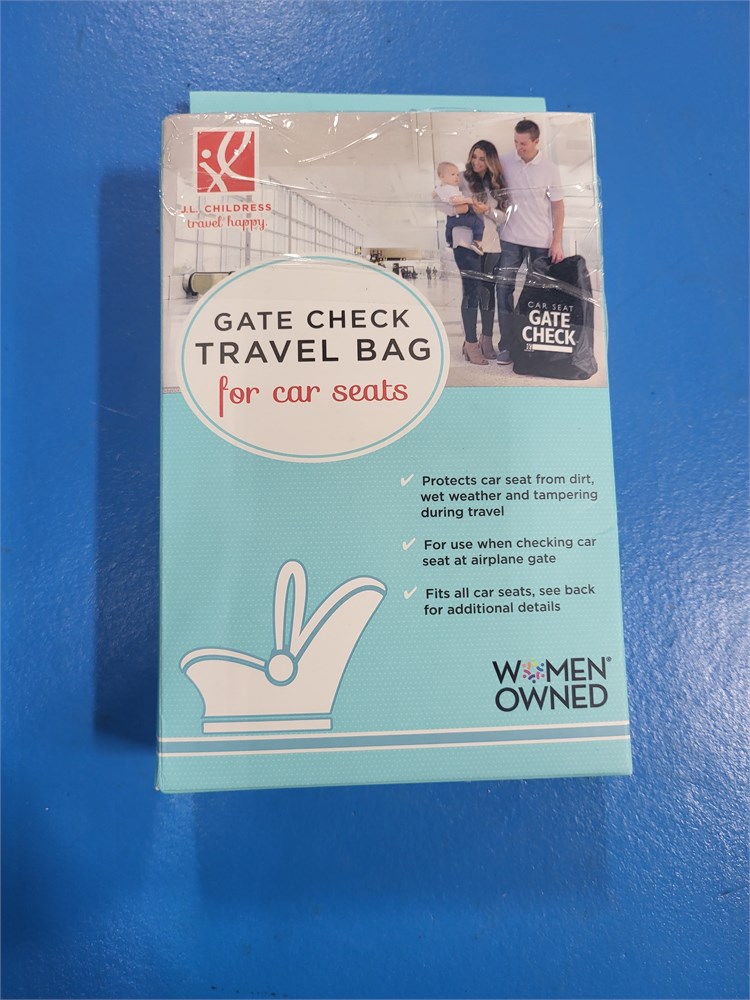 J.L. CHILDRESS
travel happy.
GATE CHECK
TRAVEL BAG
for car seats
CAR SEAT
GATE
CHECK
✓ Protects car seat from dirt,
wet weather and tampering
during travel
✓ For use when checking car
seat at airplane gate
✓ Fits all car seats, see back
for additional details
WOMEN®
OWNED